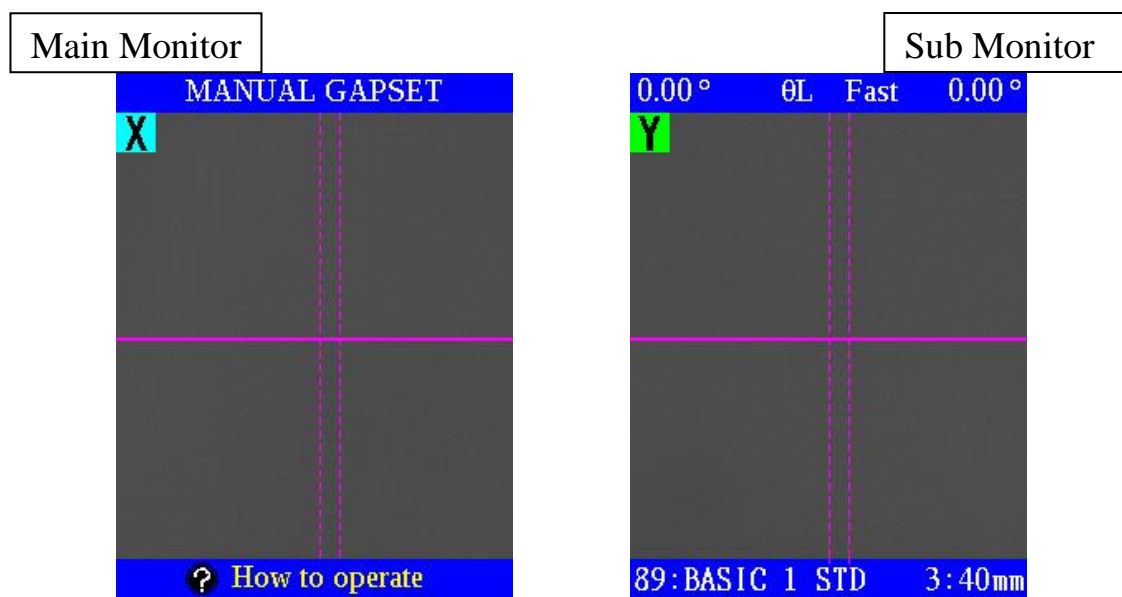 Main Monitor
Sub Monitor
MANUAL GAPSET
0.00° θL Fast 0.00°
X
Y
? How to operate
89:BASIC 1 STD 3:40mm